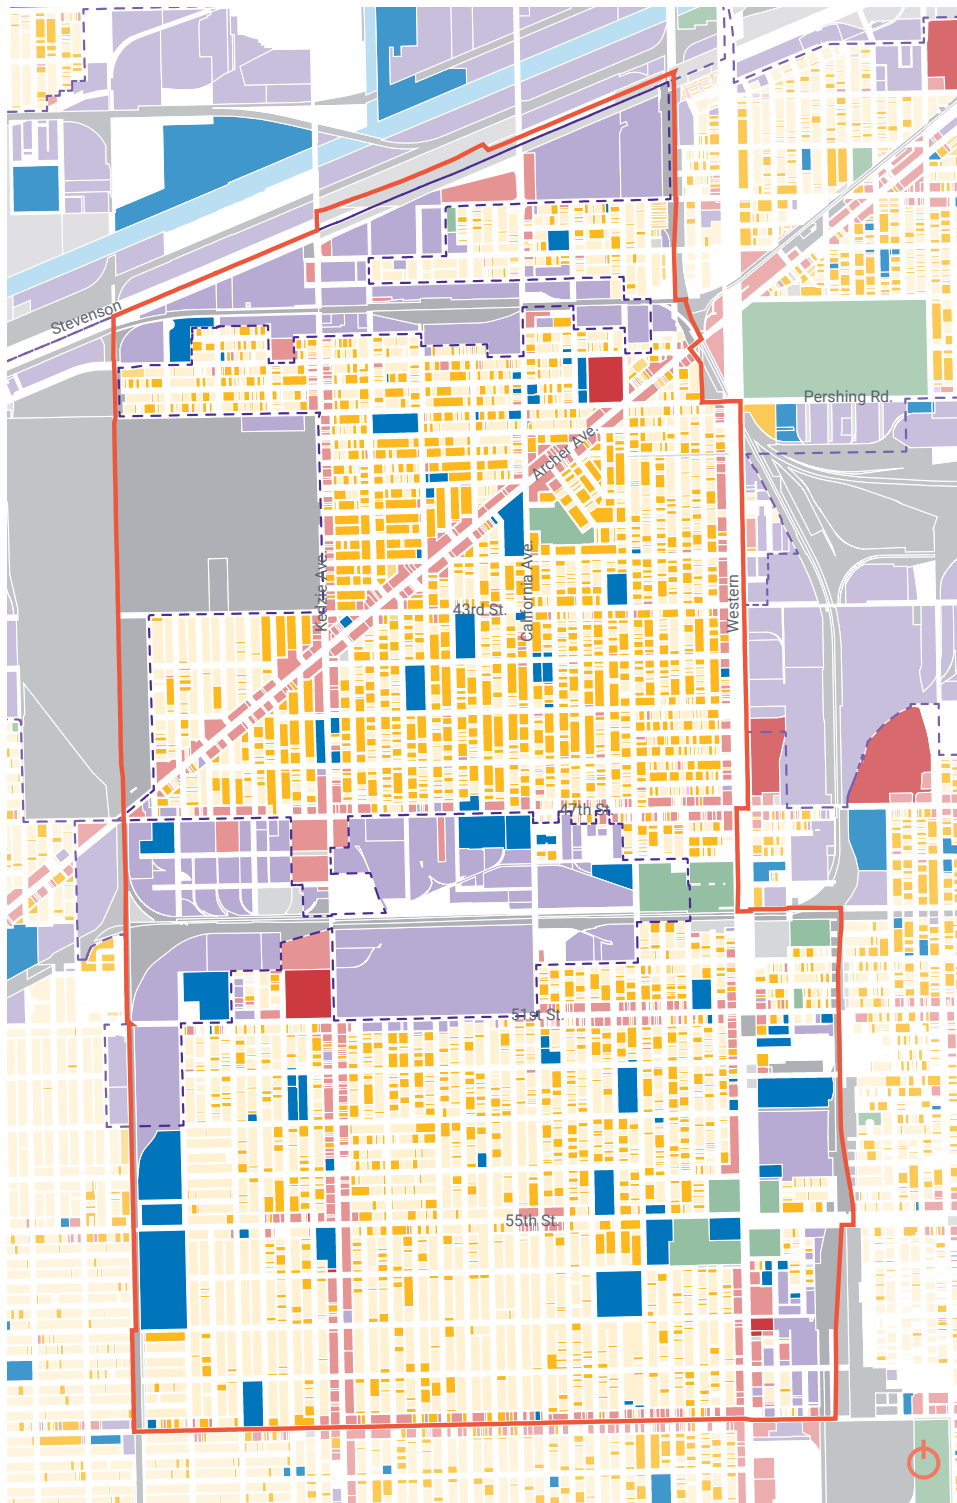 Stevenson
Pershing Rd.
Archer Ave.
Kedzie Ave.
California Ave.
Western
43rd St.
47th St.
51st St.
55th St.